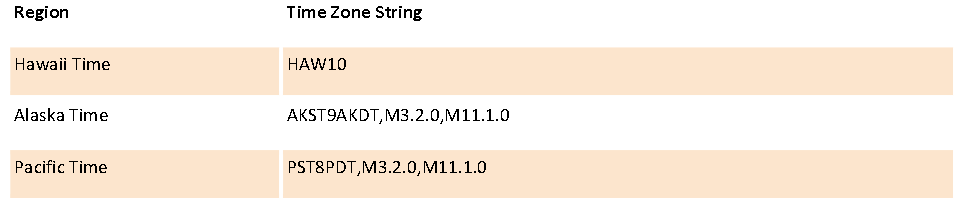 Region Time Zone String
Hawaii Time HAW10
Alaska Time AKST9AKDT,M3.2.0,M11.1.0
Pacific Time PST8PDT,M3.2.0,M11.1.0